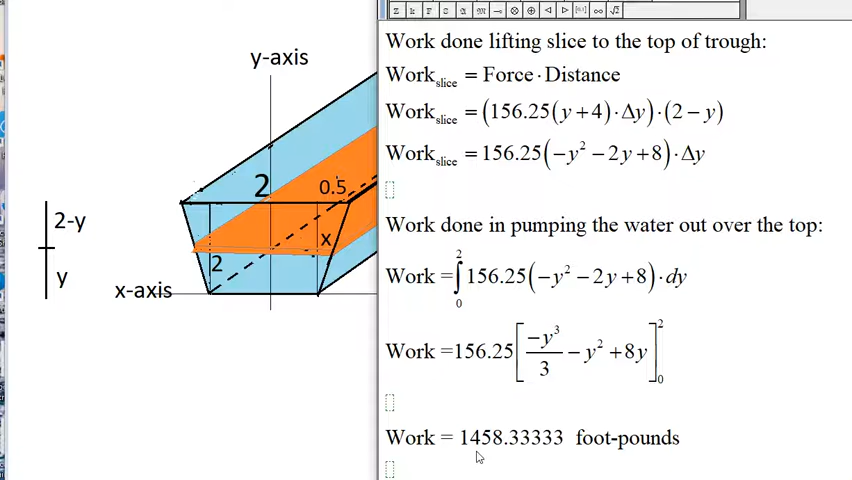 y-axis
2
0.5
x
2
2-y
y
x-axis
Work done lifting slice to the top of trough:
Work_slice = Force · Distance
Work_slice = (156.25(y + 4) · Δy) · (2 − y)
Work_slice = 156.25(−y² − 2y + 8) · Δy
Work done in pumping the water out over the top:
Work = ∫₀² 156.25(−y² − 2y + 8) · dy
Work = 156.25[−y³/3 − y² + 8y]₀²
Work = 1458.33333 foot-pounds